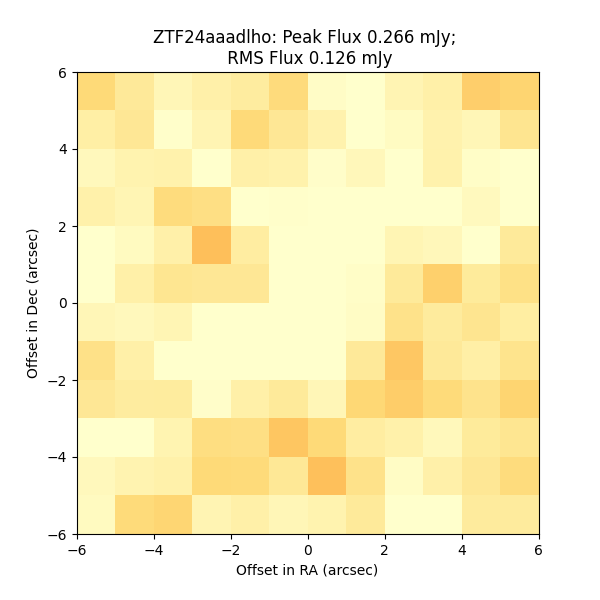 ZTF24aaadlho: Peak Flux 0.266 mJy;
RMS Flux 0.126 mJy
6
4
2
0
−2
−4
−6
Offset in Dec (arcsec)
−6 −4 −2 0 2 4 6
Offset in RA (arcsec)